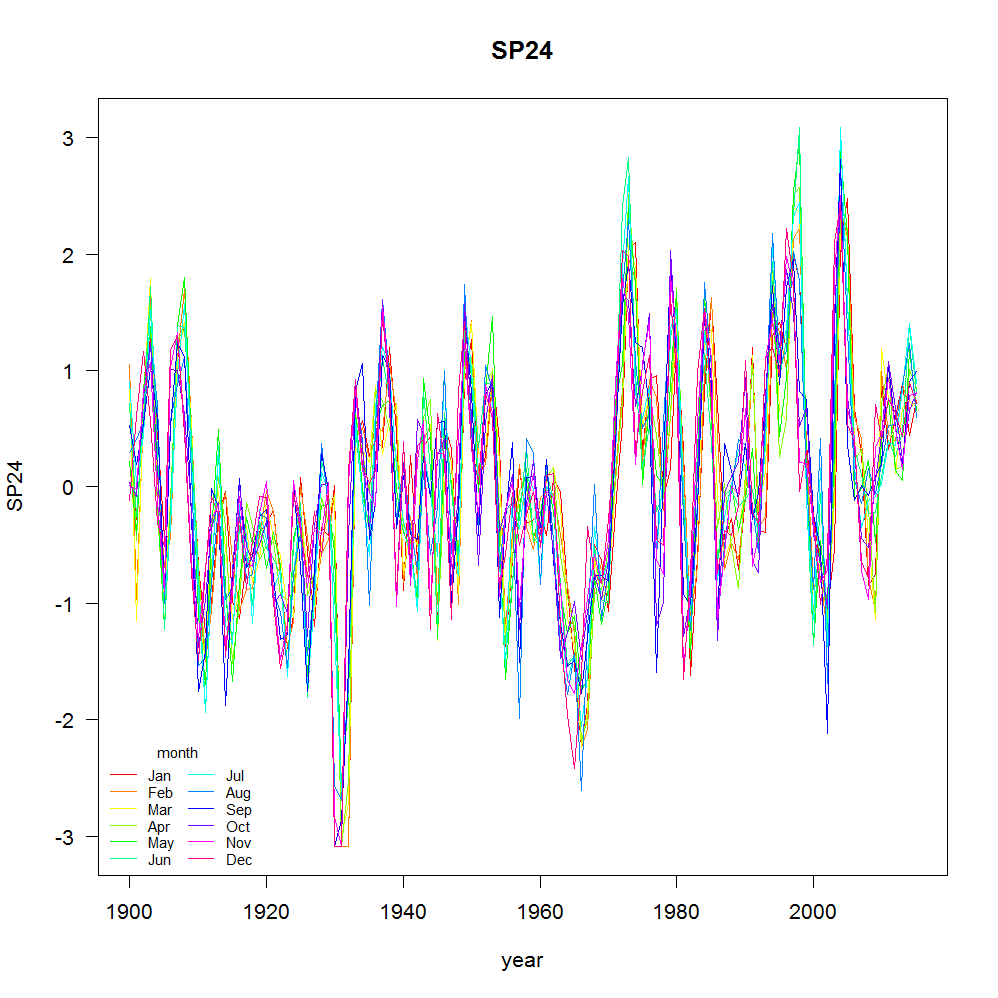 SP24
3
2
1
0
-1
-2
-3
SP24
month
Jan Jul
Feb Aug
Mar Sep
Apr Oct
May Nov
Jun Dec
1900 1920 1940 1960 1980 2000
year